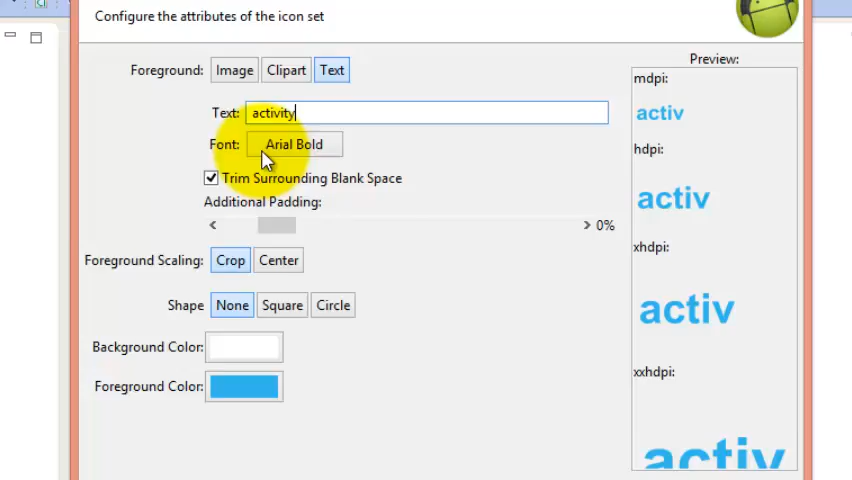 Configure the attributes of the icon set
Foreground: Image Clipart Text
Text: activity
Font: Arial Bold
Trim Surrounding Blank Space
Additional Padding:
< > 0%
Foreground Scaling: Crop Center
Shape None Square Circle
Background Color:
Foreground Color:
Preview:
mdpi:
activ
hdpi:
activ
xhdpi:
activ
xxhdpi:
activ